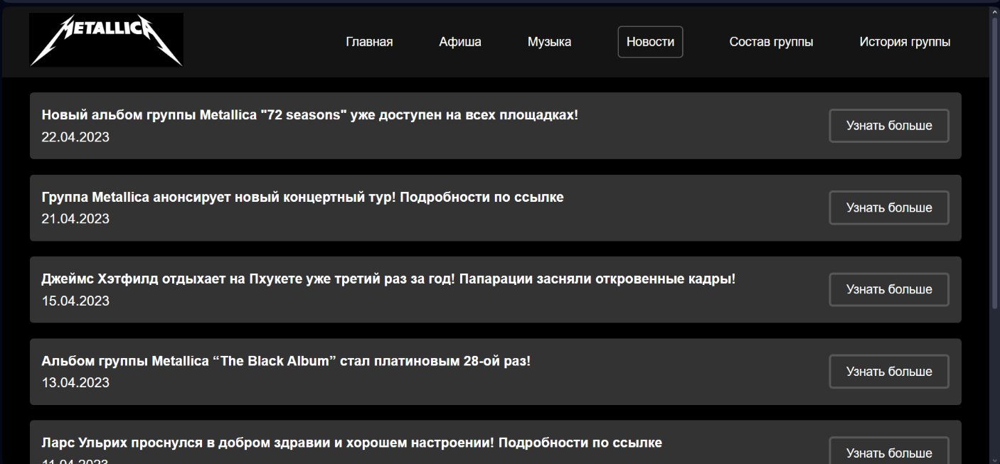 METALLICA
Главная
Афиша
Музыка
Новости
Состав группы
История группы
Новый альбом группы Metallica "72 seasons" уже доступен на всех площадках!
22.04.2023
Узнать больше
Группа Metallica анонсирует новый концертный тур! Подробности по ссылке
21.04.2023
Узнать больше
Джеймс Хэтфилд отдыхает на Пхукете уже третий раз за год! Папарации засняли откровенные кадры!
15.04.2023
Узнать больше
Альбом группы Metallica “The Black Album” стал платиновым 28-ой раз!
13.04.2023
Узнать больше
Ларс Ульрих проснулся в добром здравии и хорошем настроении! Подробности по ссылке
11.04.2023
Узнать больше